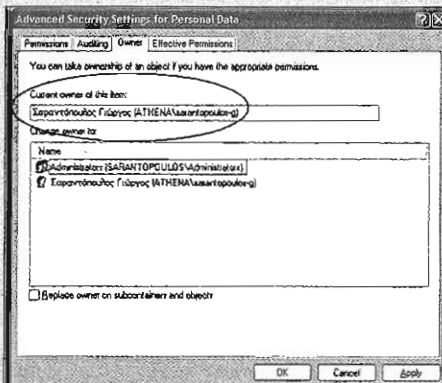 Advanced Security Settings for Personal Data
Permissions Auditing Owner Effective Permissions
You can take ownership of an object if you have the appropriate permissions.
Current owner of this item:
Σαραντόπουλος Γιώργος (ATHENA\sarantopoulos-g)
Change owner to:
Name
Administrators (SARANTOPOULOS\Administrators)
Σαραντόπουλος Γιώργος (ATHENA\sarantopoulos-g)
Replace owner on subcontainers and objects
OK Cancel Apply